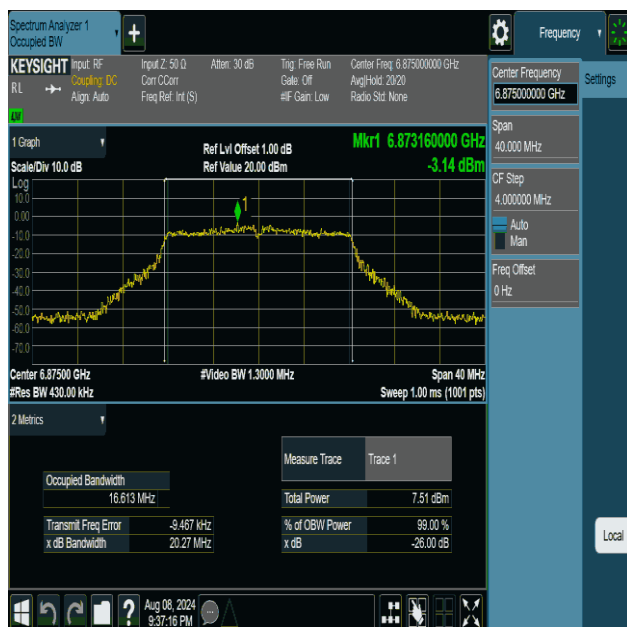 Spectrum Analyzer 1
Occupied BW
Frequency
KEYSIGHT
RL
Input: RF
Coupling: DC
Align: Auto
Input Z: 50 Ω
Corr CCorr
Freq Ref: Int (S)
Atten: 30 dB
Trig: Free Run
Gate: Off
#IF Gain: Low
Center Freq: 6.875000000 GHz
Avg|Hold: 20/20
Radio Std: None
Center Frequency
6.875000000 GHz
Settings
Span
40.000 MHz
CF Step
4.000000 MHz
Auto
Man
Freq Offset
0 Hz
Local
1 Graph
Scale/Div 10.0 dB
Ref Lvl Offset 1.00 dB
Ref Value 20.00 dBm
Mkr1 6.873160000 GHz
-3.14 dBm
Log
10.0
0.00
-10.0
-20.0
-30.0
-40.0
-50.0
-60.0
-70.0
1
Center 6.87500 GHz
#Res BW 430.00 kHz
#Video BW 1.3000 MHz
Span 40 MHz
Sweep 1.00 ms (1001 pts)
2 Metrics
Measure Trace Trace 1
Occupied Bandwidth
16.613 MHz
Total Power 7.51 dBm
Transmit Freq Error -9.467 kHz
% of OBW Power 99.00 %
x dB Bandwidth 20.27 MHz
x dB -26.00 dB
?
Aug 08, 2024
9:37:16 PM